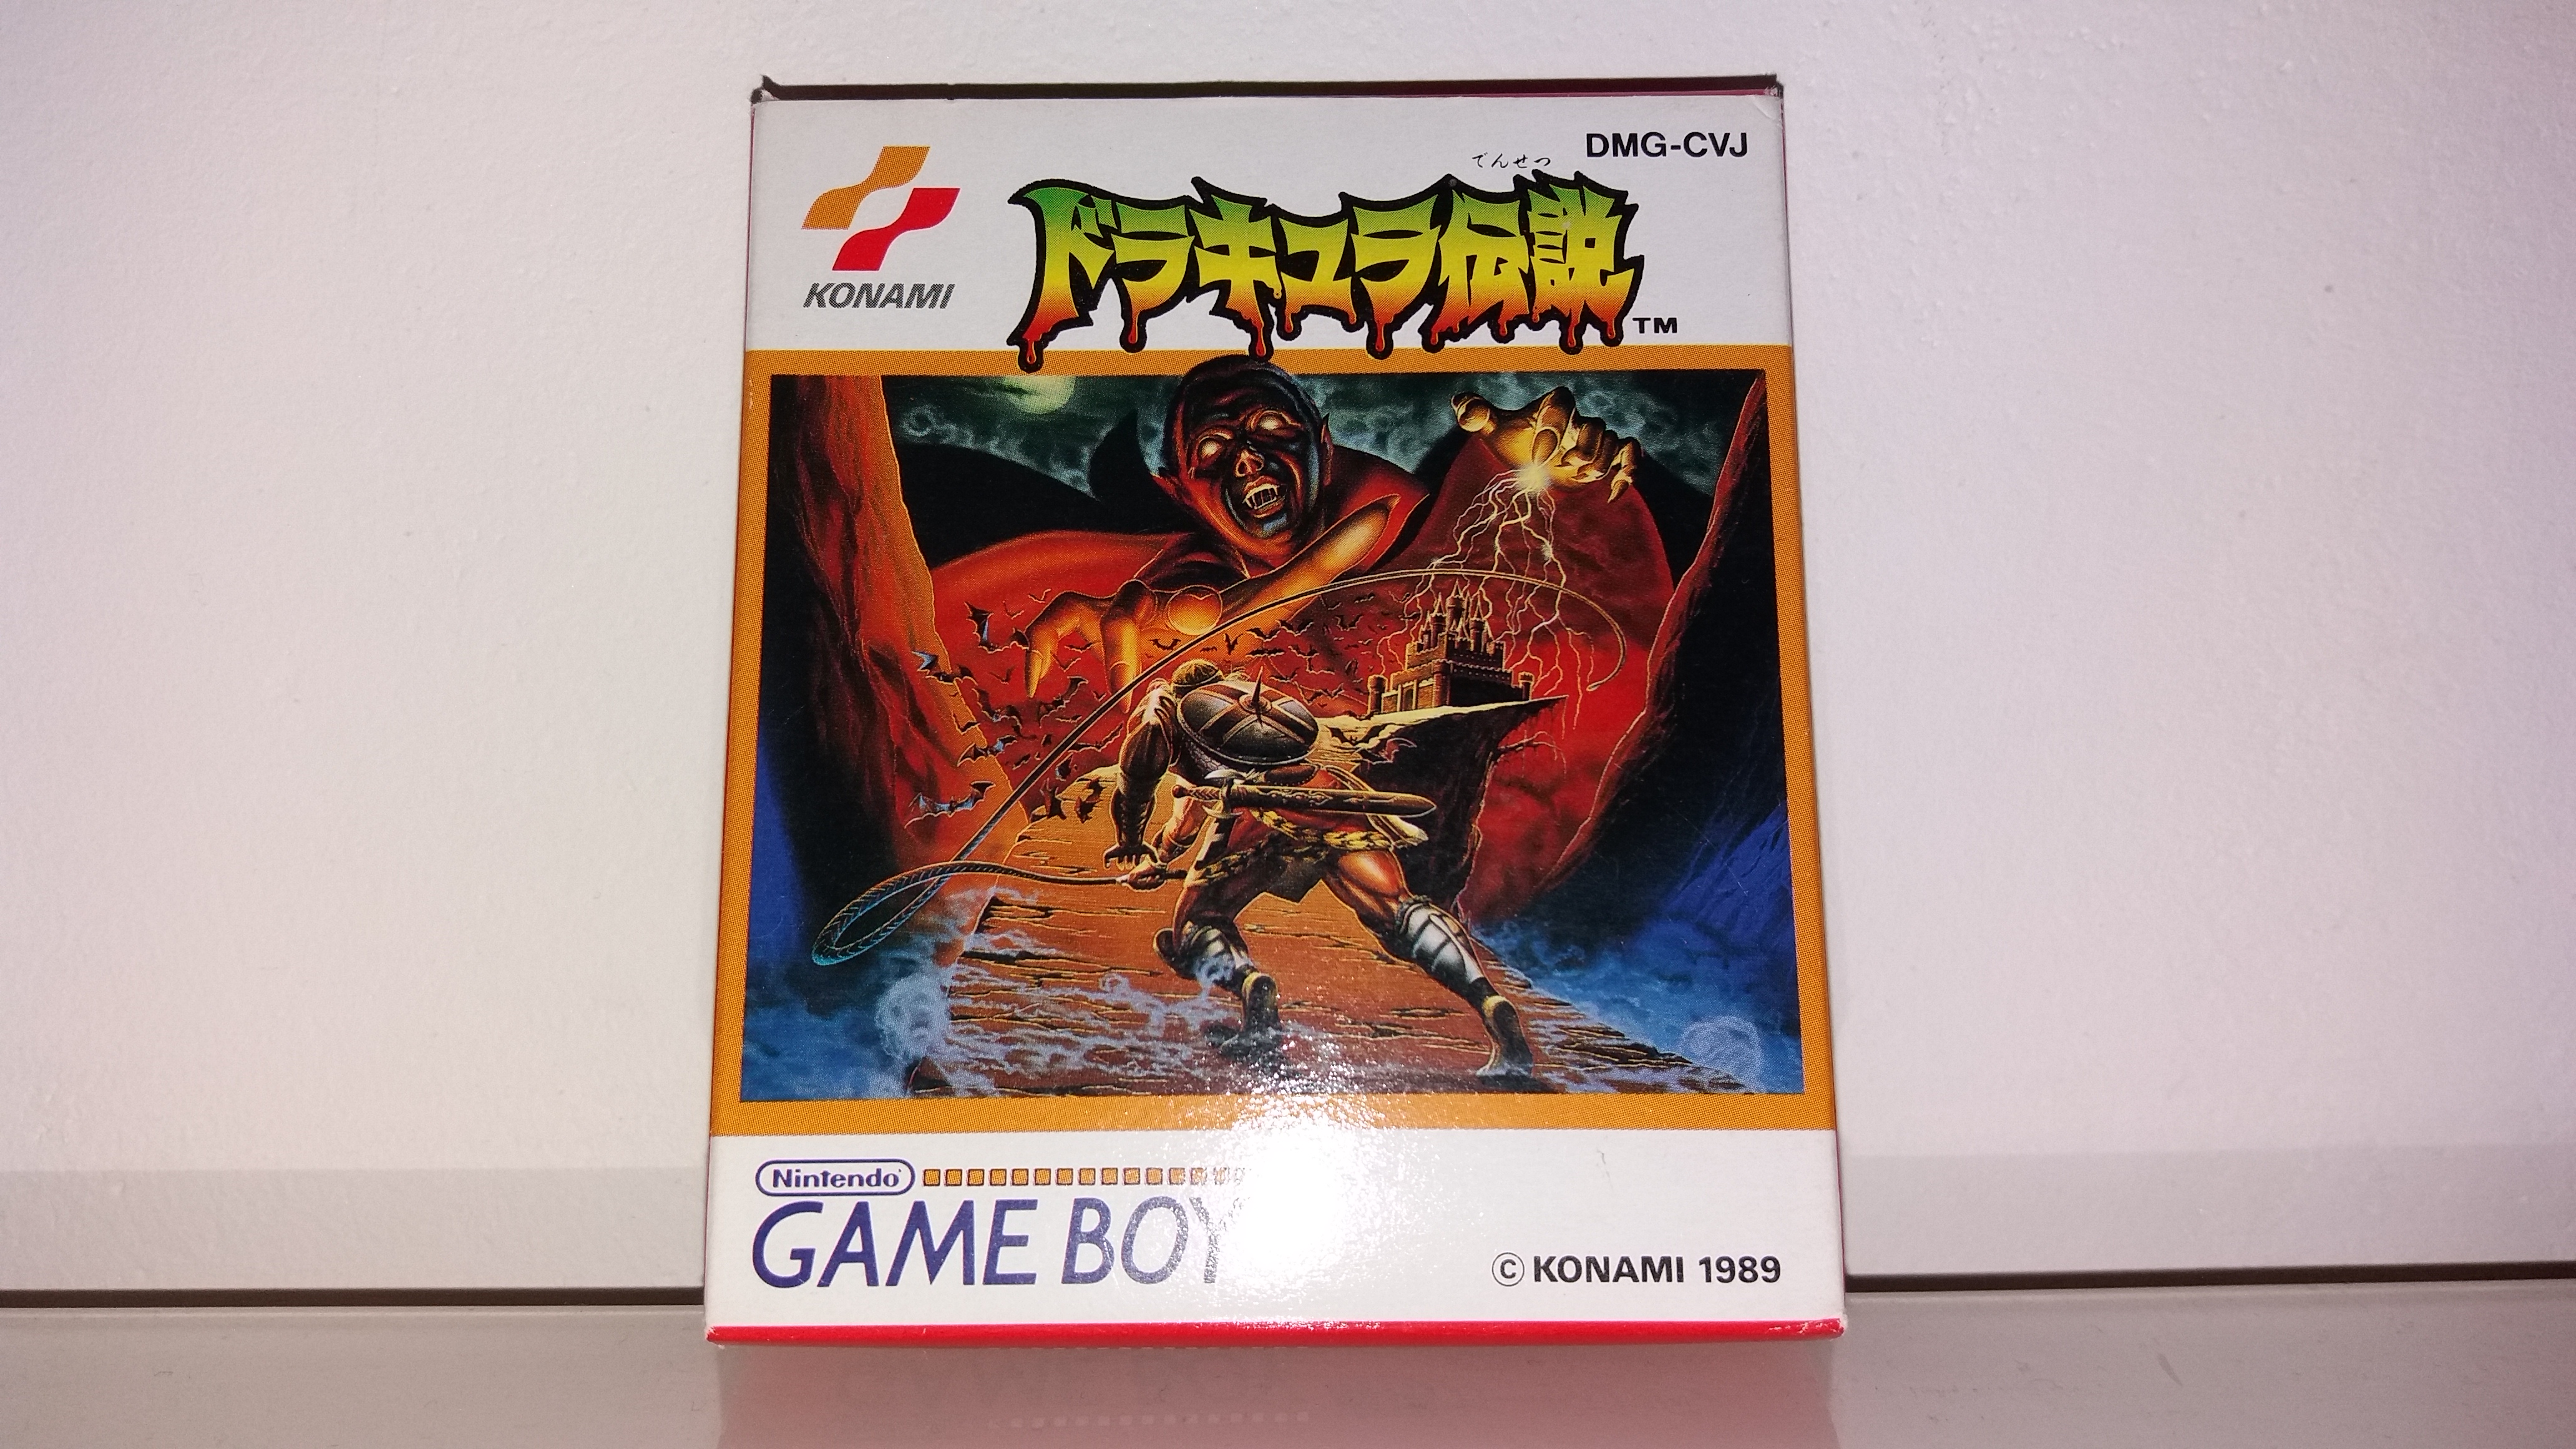 DMG-CVJ
KONAMI
でんせつ
ドラキュラ伝説
TM
Nintendo
GAME BOY
© KONAMI 1989